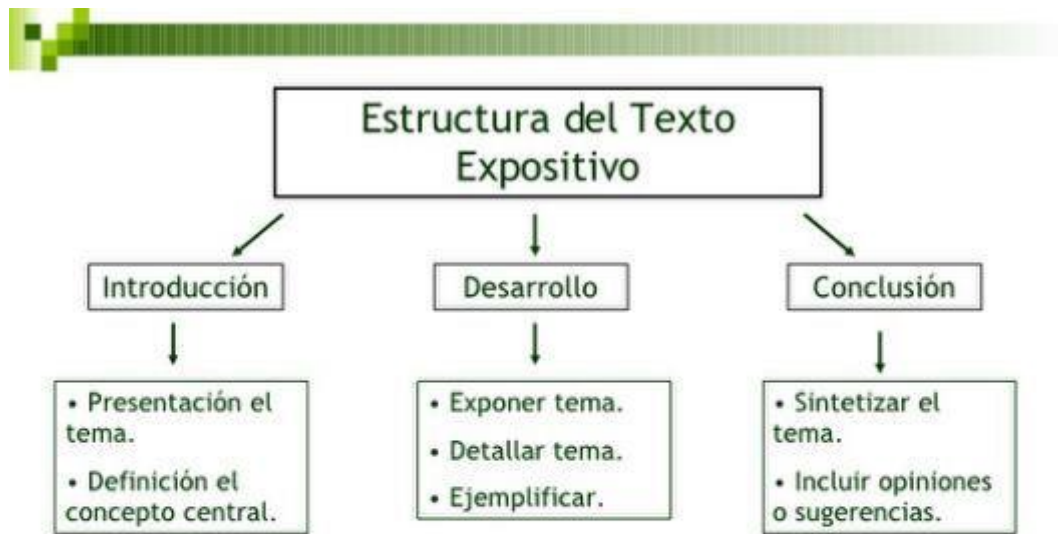 Estructura del Texto
Expositivo
Introducción
Desarrollo
Conclusión
• Presentación el
tema.
• Definición el
concepto central.
• Exponer tema.
• Detallar tema.
• Ejemplificar.
• Sintetizar el
tema.
• Incluir opiniones
o sugerencias.